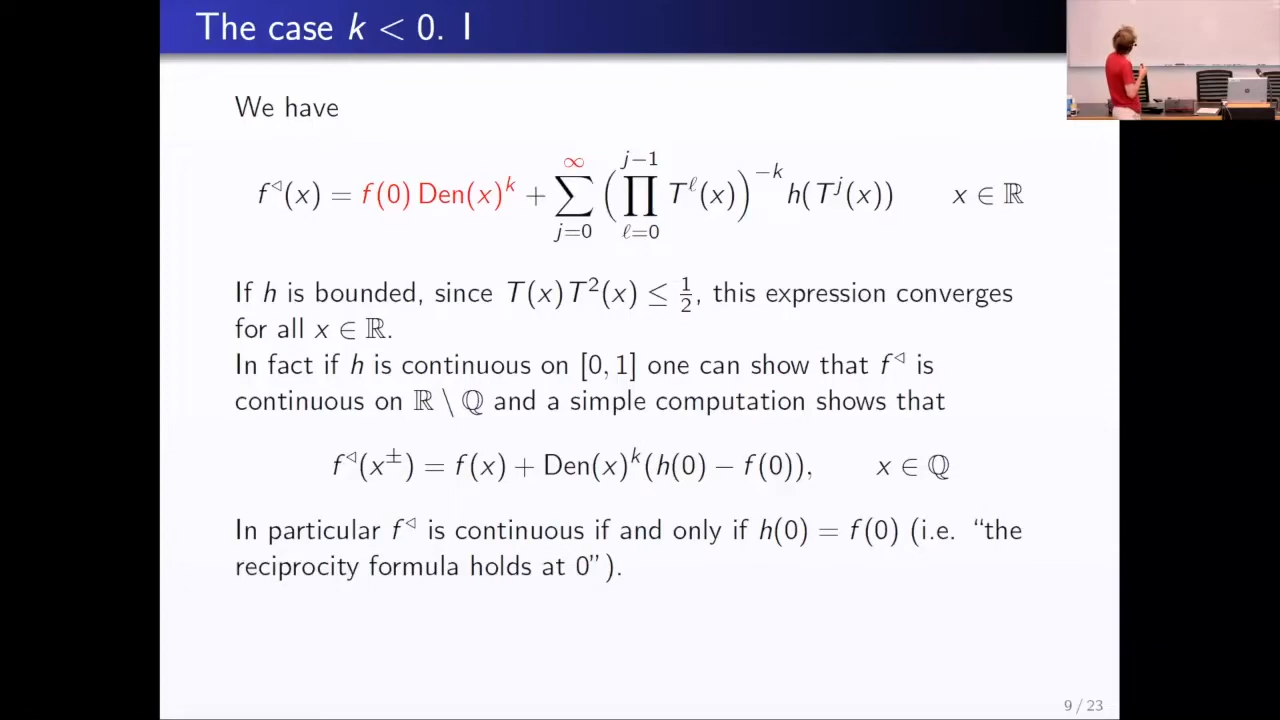 The case k < 0. I
We have
f^◃(x) = f(0) Den(x)^k + ∑_{j=0}^{∞} (∏_{ℓ=0}^{j−1} T^ℓ(x))^{−k} h(T^j(x))    x ∈ ℝ
If h is bounded, since T(x)T²(x) ≤ 1/2, this expression converges
for all x ∈ ℝ.
In fact if h is continuous on [0, 1] one can show that f^◃ is
continuous on ℝ \ ℚ and a simple computation shows that
f^◃(x^±) = f(x) + Den(x)^k(h(0) − f(0)),    x ∈ ℚ
In particular f^◃ is continuous if and only if h(0) = f(0) (i.e. “the
reciprocity formula holds at 0”).
9 / 23